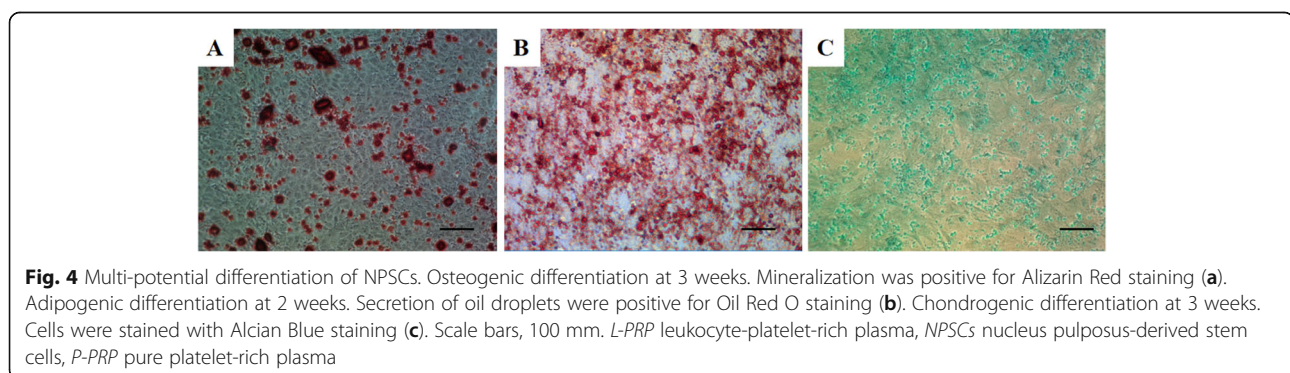 A
B
C
Fig. 4 Multi-potential differentiation of NPSCs. Osteogenic differentiation at 3 weeks. Mineralization was positive for Alizarin Red staining (a).
Adipogenic differentiation at 2 weeks. Secretion of oil droplets were positive for Oil Red O staining (b). Chondrogenic differentiation at 3 weeks.
Cells were stained with Alcian Blue staining (c). Scale bars, 100 mm. L-PRP leukocyte-platelet-rich plasma, NPSCs nucleus pulposus-derived stem
cells, P-PRP pure platelet-rich plasma